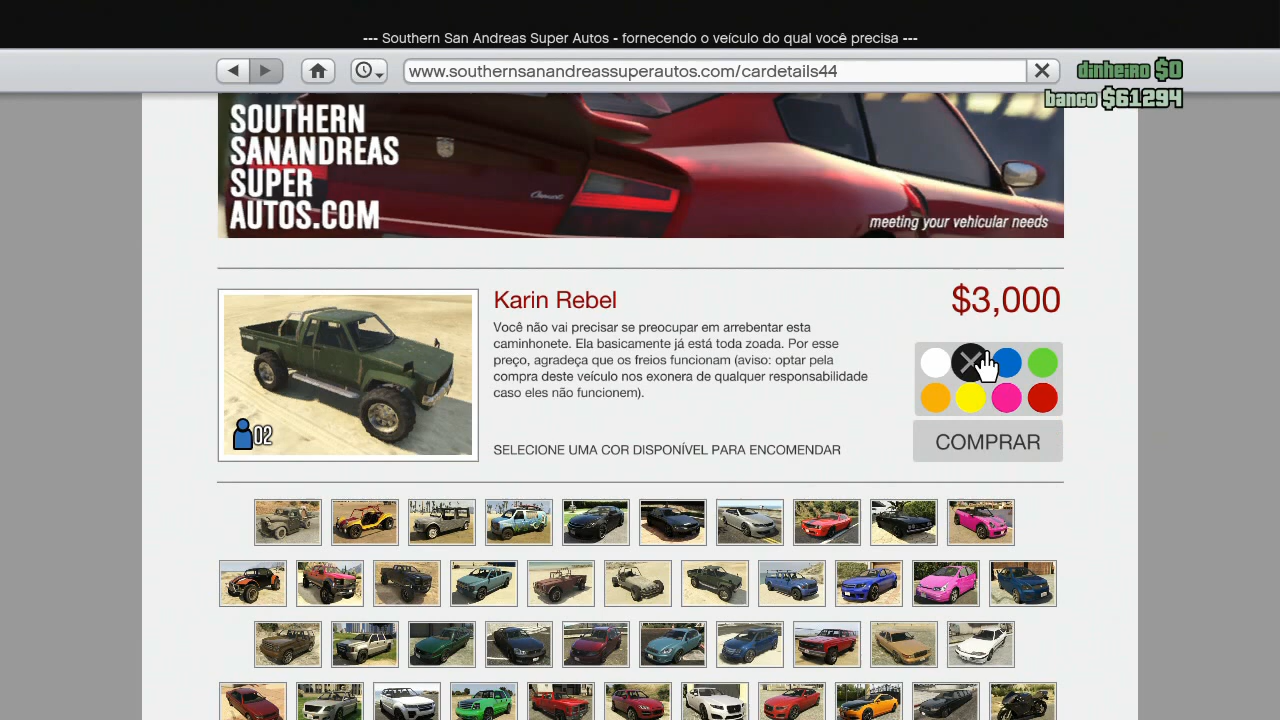 --- Southern San Andreas Super Autos - fornecendo o veículo do qual você precisa ---
www.southernsanandreassuperautos.com/cardetails44
dinheiro $0
banco $61294
SOUTHERN
SANANDREAS
SUPER
AUTOS.COM
meeting your vehicular needs
Karin Rebel
$3,000
Você não vai precisar se preocupar em arrebentar esta
caminhonete. Ela basicamente já está toda zoada. Por esse
preço, agradeça que os freios funcionam (aviso: optar pela
compra deste veículo nos exonera de qualquer responsabilidade
caso eles não funcionem).
02
SELECIONE UMA COR DISPONÍVEL PARA ENCOMENDAR
COMPRAR